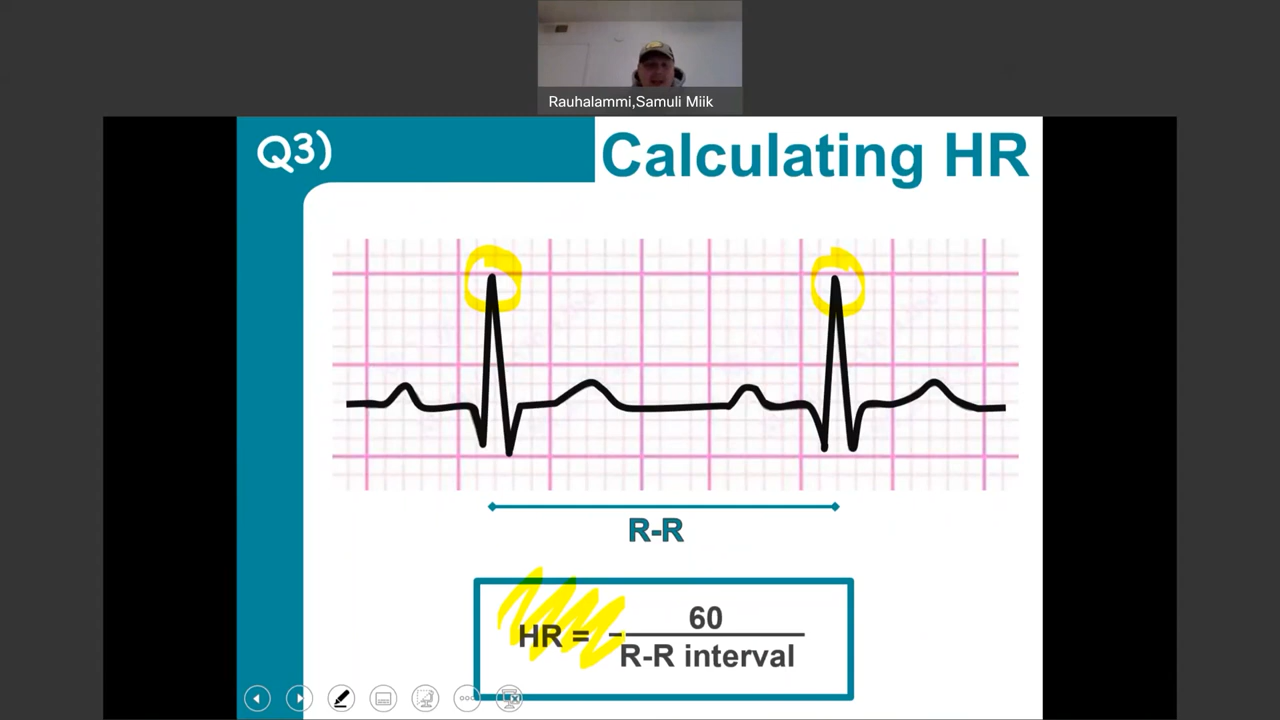 Rauhalammi,Samuli Miik
Q3)
Calculating HR
R-R
HR =
60
R-R interval